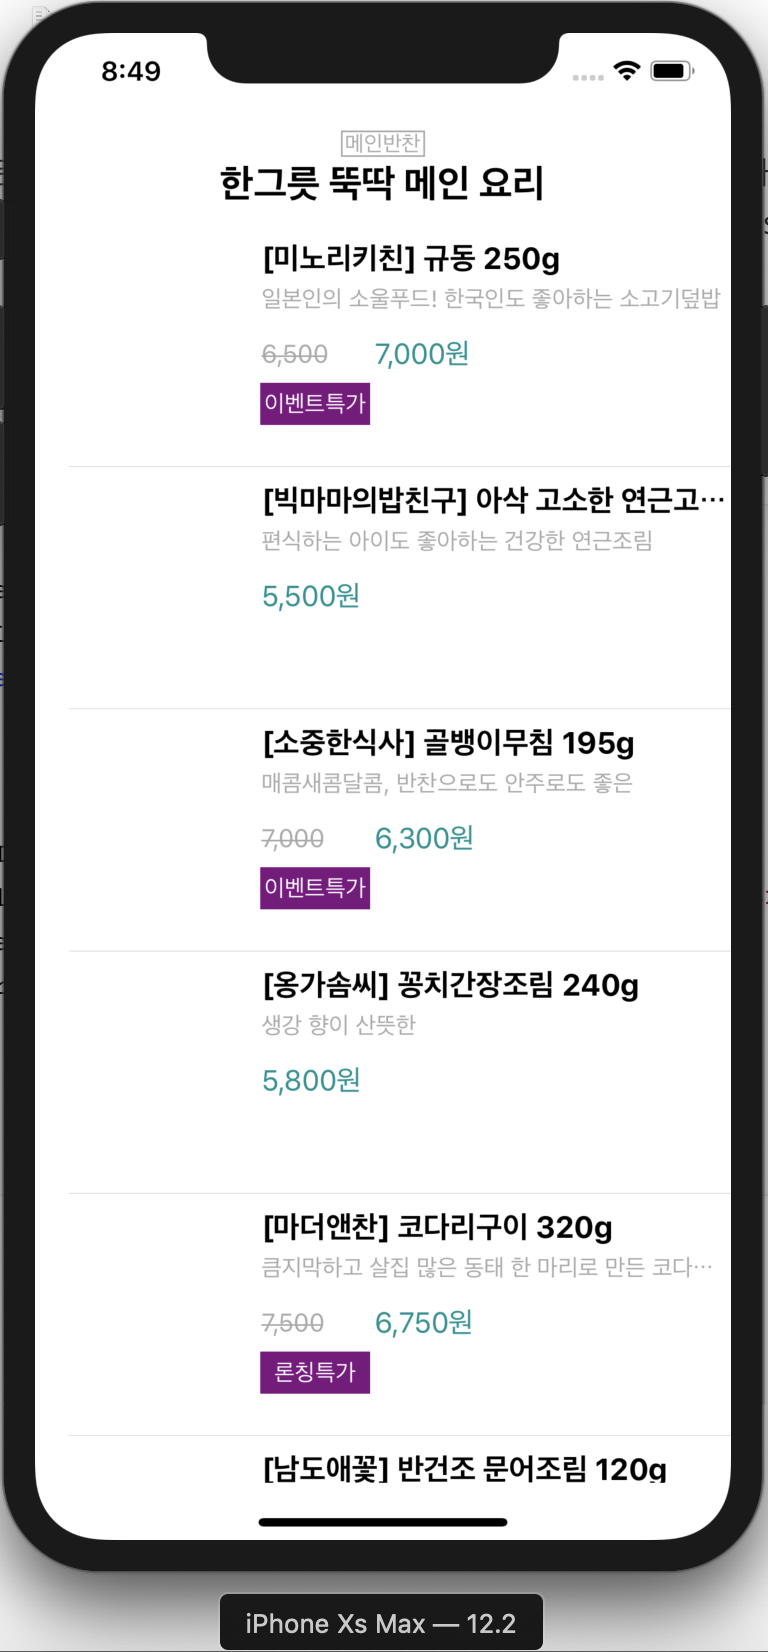 8:49
메인반찬
한그릇 뚝딱 메인 요리
[미노리키친] 규동 250g
일본인의 소울푸드! 한국인도 좋아하는 소고기덮밥
6,500 7,000원
이벤트특가
[빅마마의밥친구] 아삭 고소한 연근고…
편식하는 아이도 좋아하는 건강한 연근조림
5,500원
[소중한식사] 골뱅이무침 195g
매콤새콤달콤, 반찬으로도 안주로도 좋은
7,000 6,300원
이벤트특가
[옹가솜씨] 꽁치간장조림 240g
생강 향이 산뜻한
5,800원
[마더앤찬] 코다리구이 320g
큼지막하고 살집 많은 동태 한 마리로 만든 코다…
7,500 6,750원
론칭특가
[남도애꽃] 반건조 문어조림 120g
iPhone Xs Max — 12.2